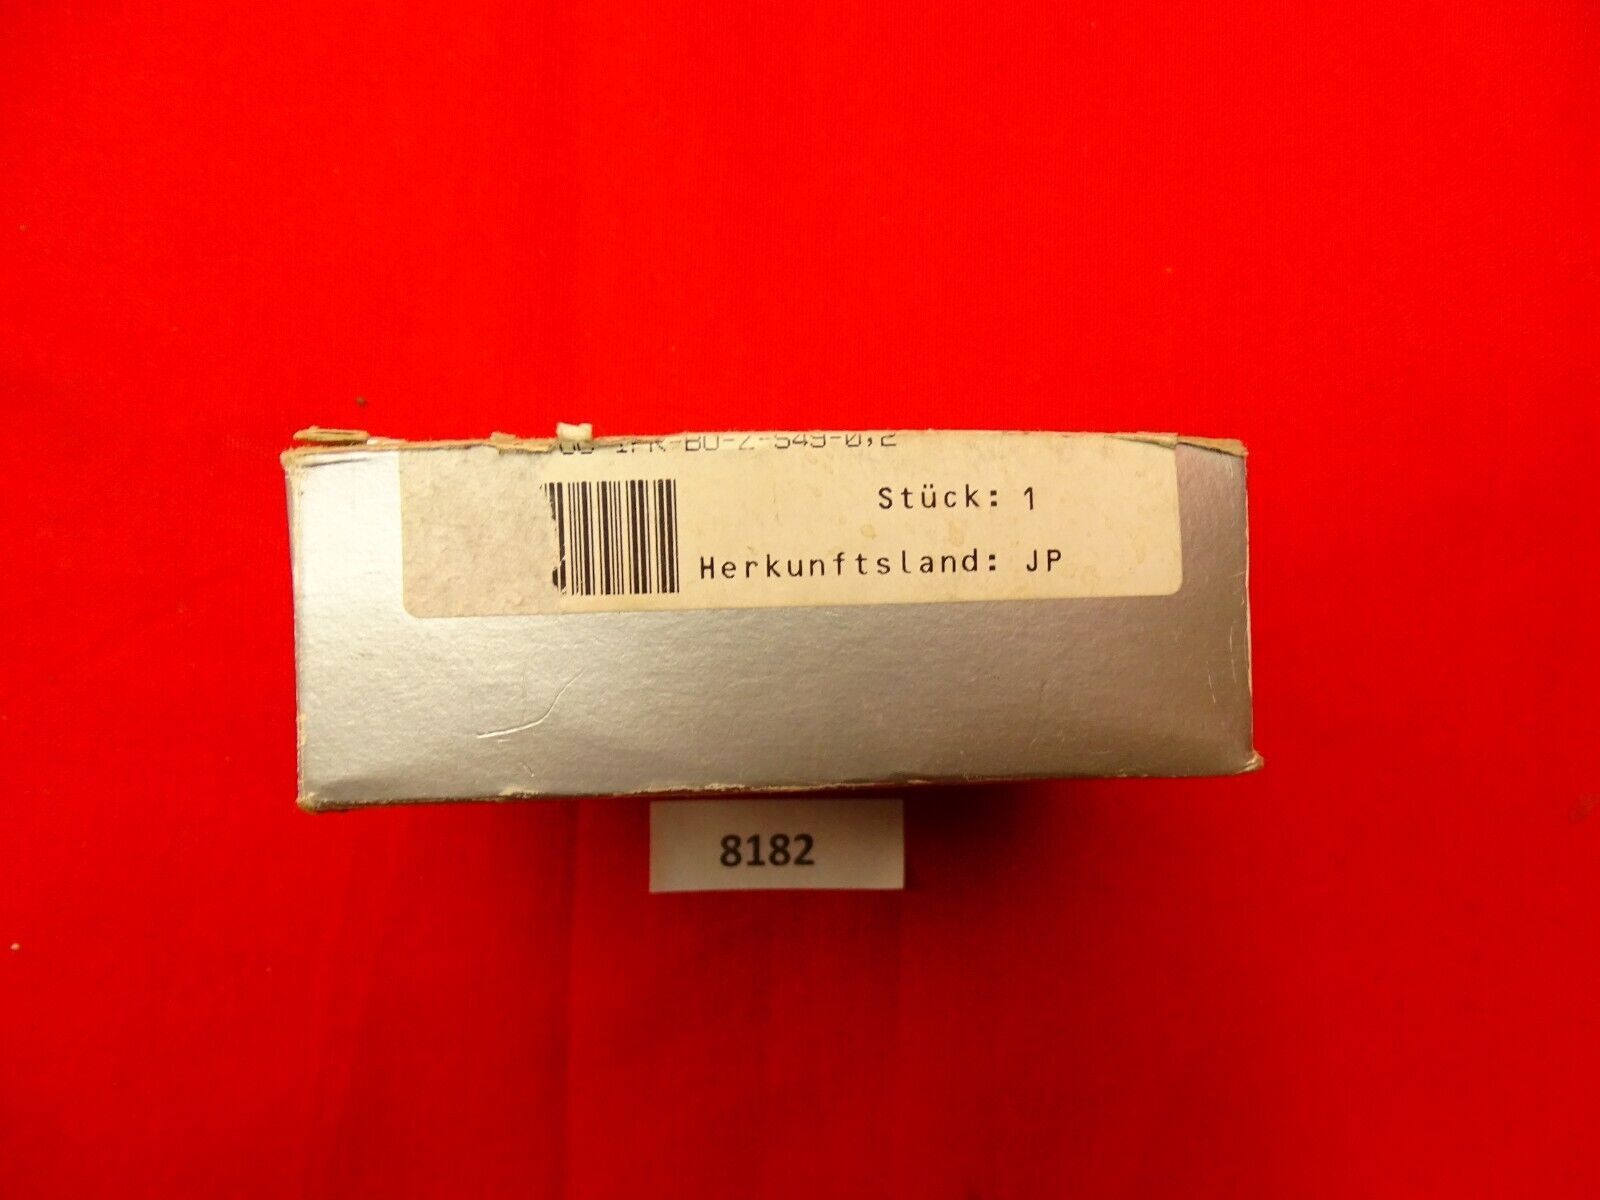 Stück: 1
Herkunftsland: JP
8182